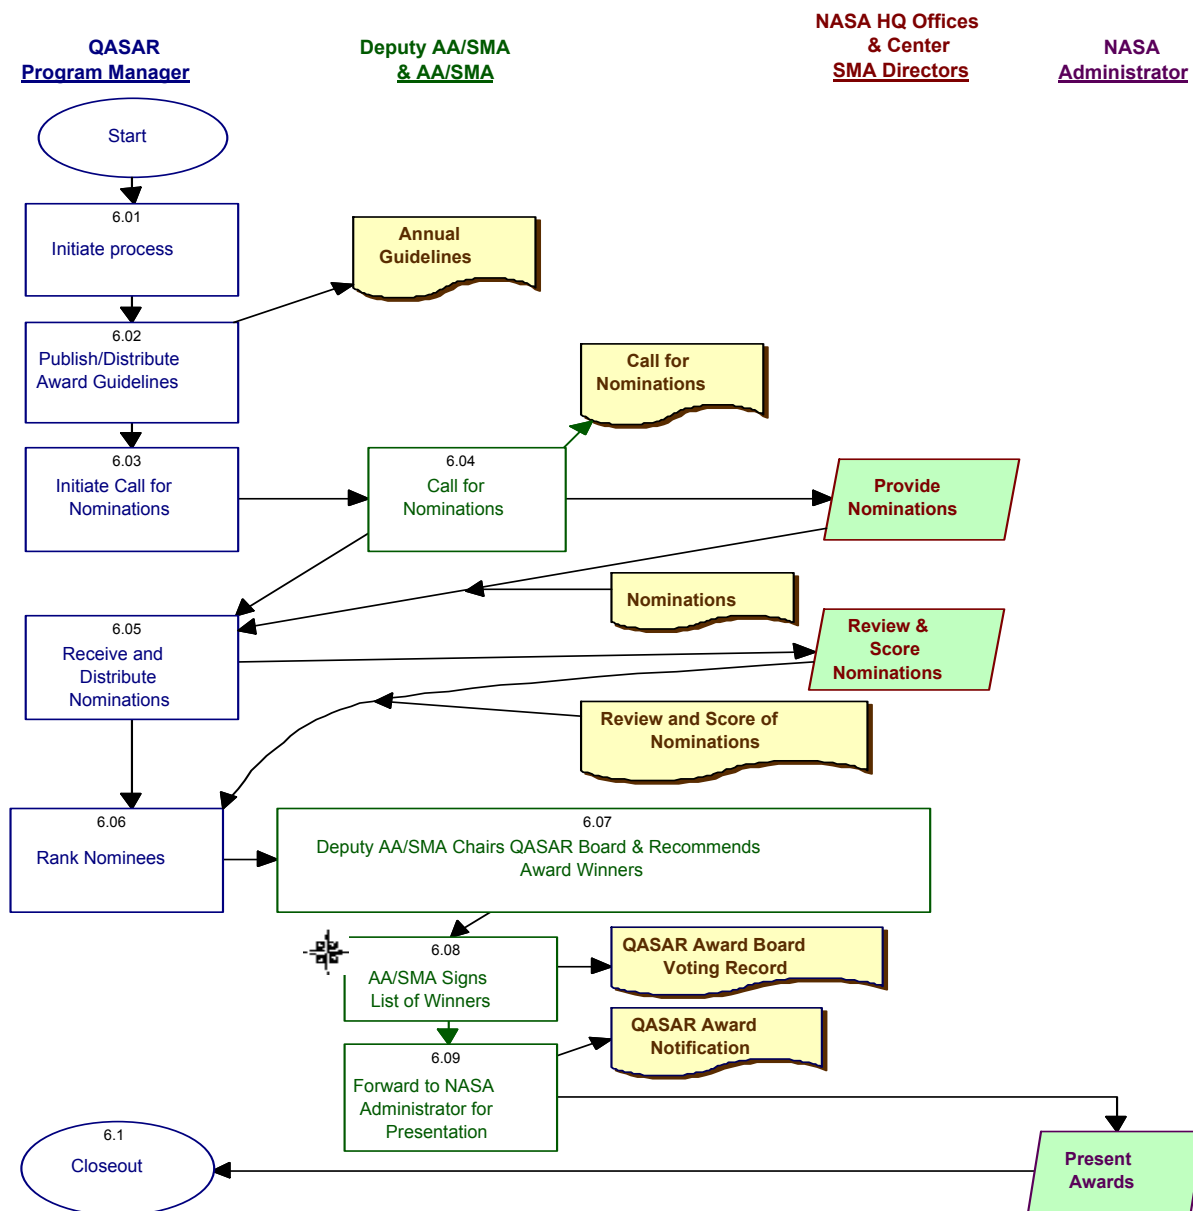 QASAR
Program Manager
Deputy AA/SMA
& AA/SMA
NASA HQ Offices
& Center
SMA Directors
NASA
Administrator
Start
6.01
Initiate process
Annual
Guidelines
6.02
Publish/Distribute
Award Guidelines
Call for
Nominations
6.03
Initiate Call for
Nominations
6.04
Call for
Nominations
Provide
Nominations
Nominations
6.05
Receive and
Distribute
Nominations
Review &
Score
Nominations
Review and Score of
Nominations
6.06
Rank Nominees
6.07
Deputy AA/SMA Chairs QASAR Board & Recommends
Award Winners
6.08
AA/SMA Signs
List of Winners
QASAR Award Board
Voting Record
QASAR Award
Notification
6.09
Forward to NASA
Administrator for
Presentation
6.1
Closeout
Present
Awards